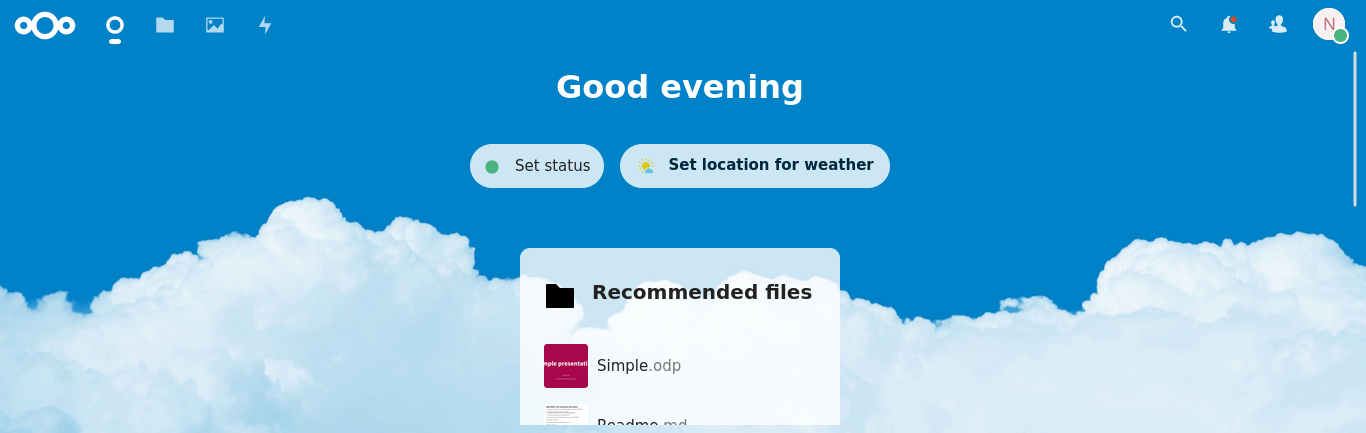 N
Good evening
Set status
Set location for weather
Recommended files
mple presentati
Simple.odp
Readme.md